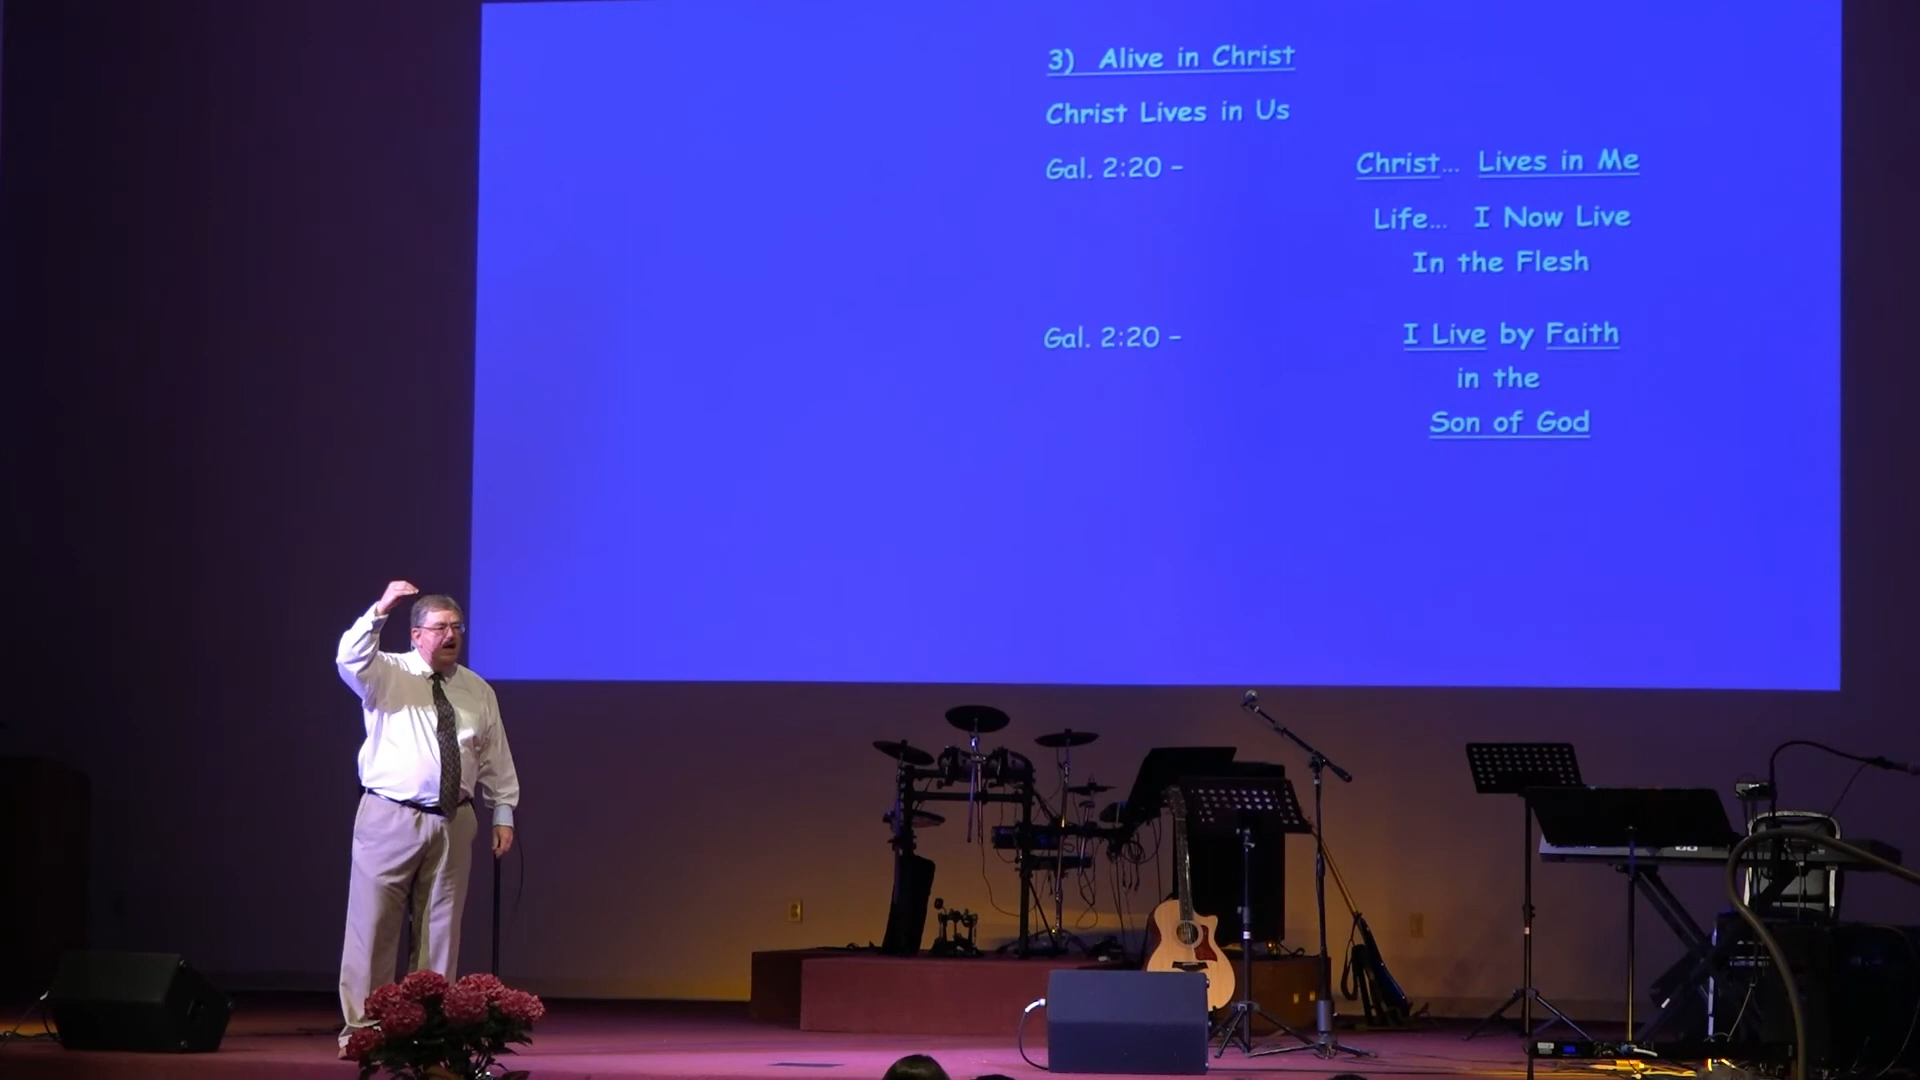 3) Alive in Christ
Christ Lives in Us
Gal. 2:20 – Christ... Lives in Me
Life... I Now Live
In the Flesh
Gal. 2:20 – I Live by Faith
in the
Son of God